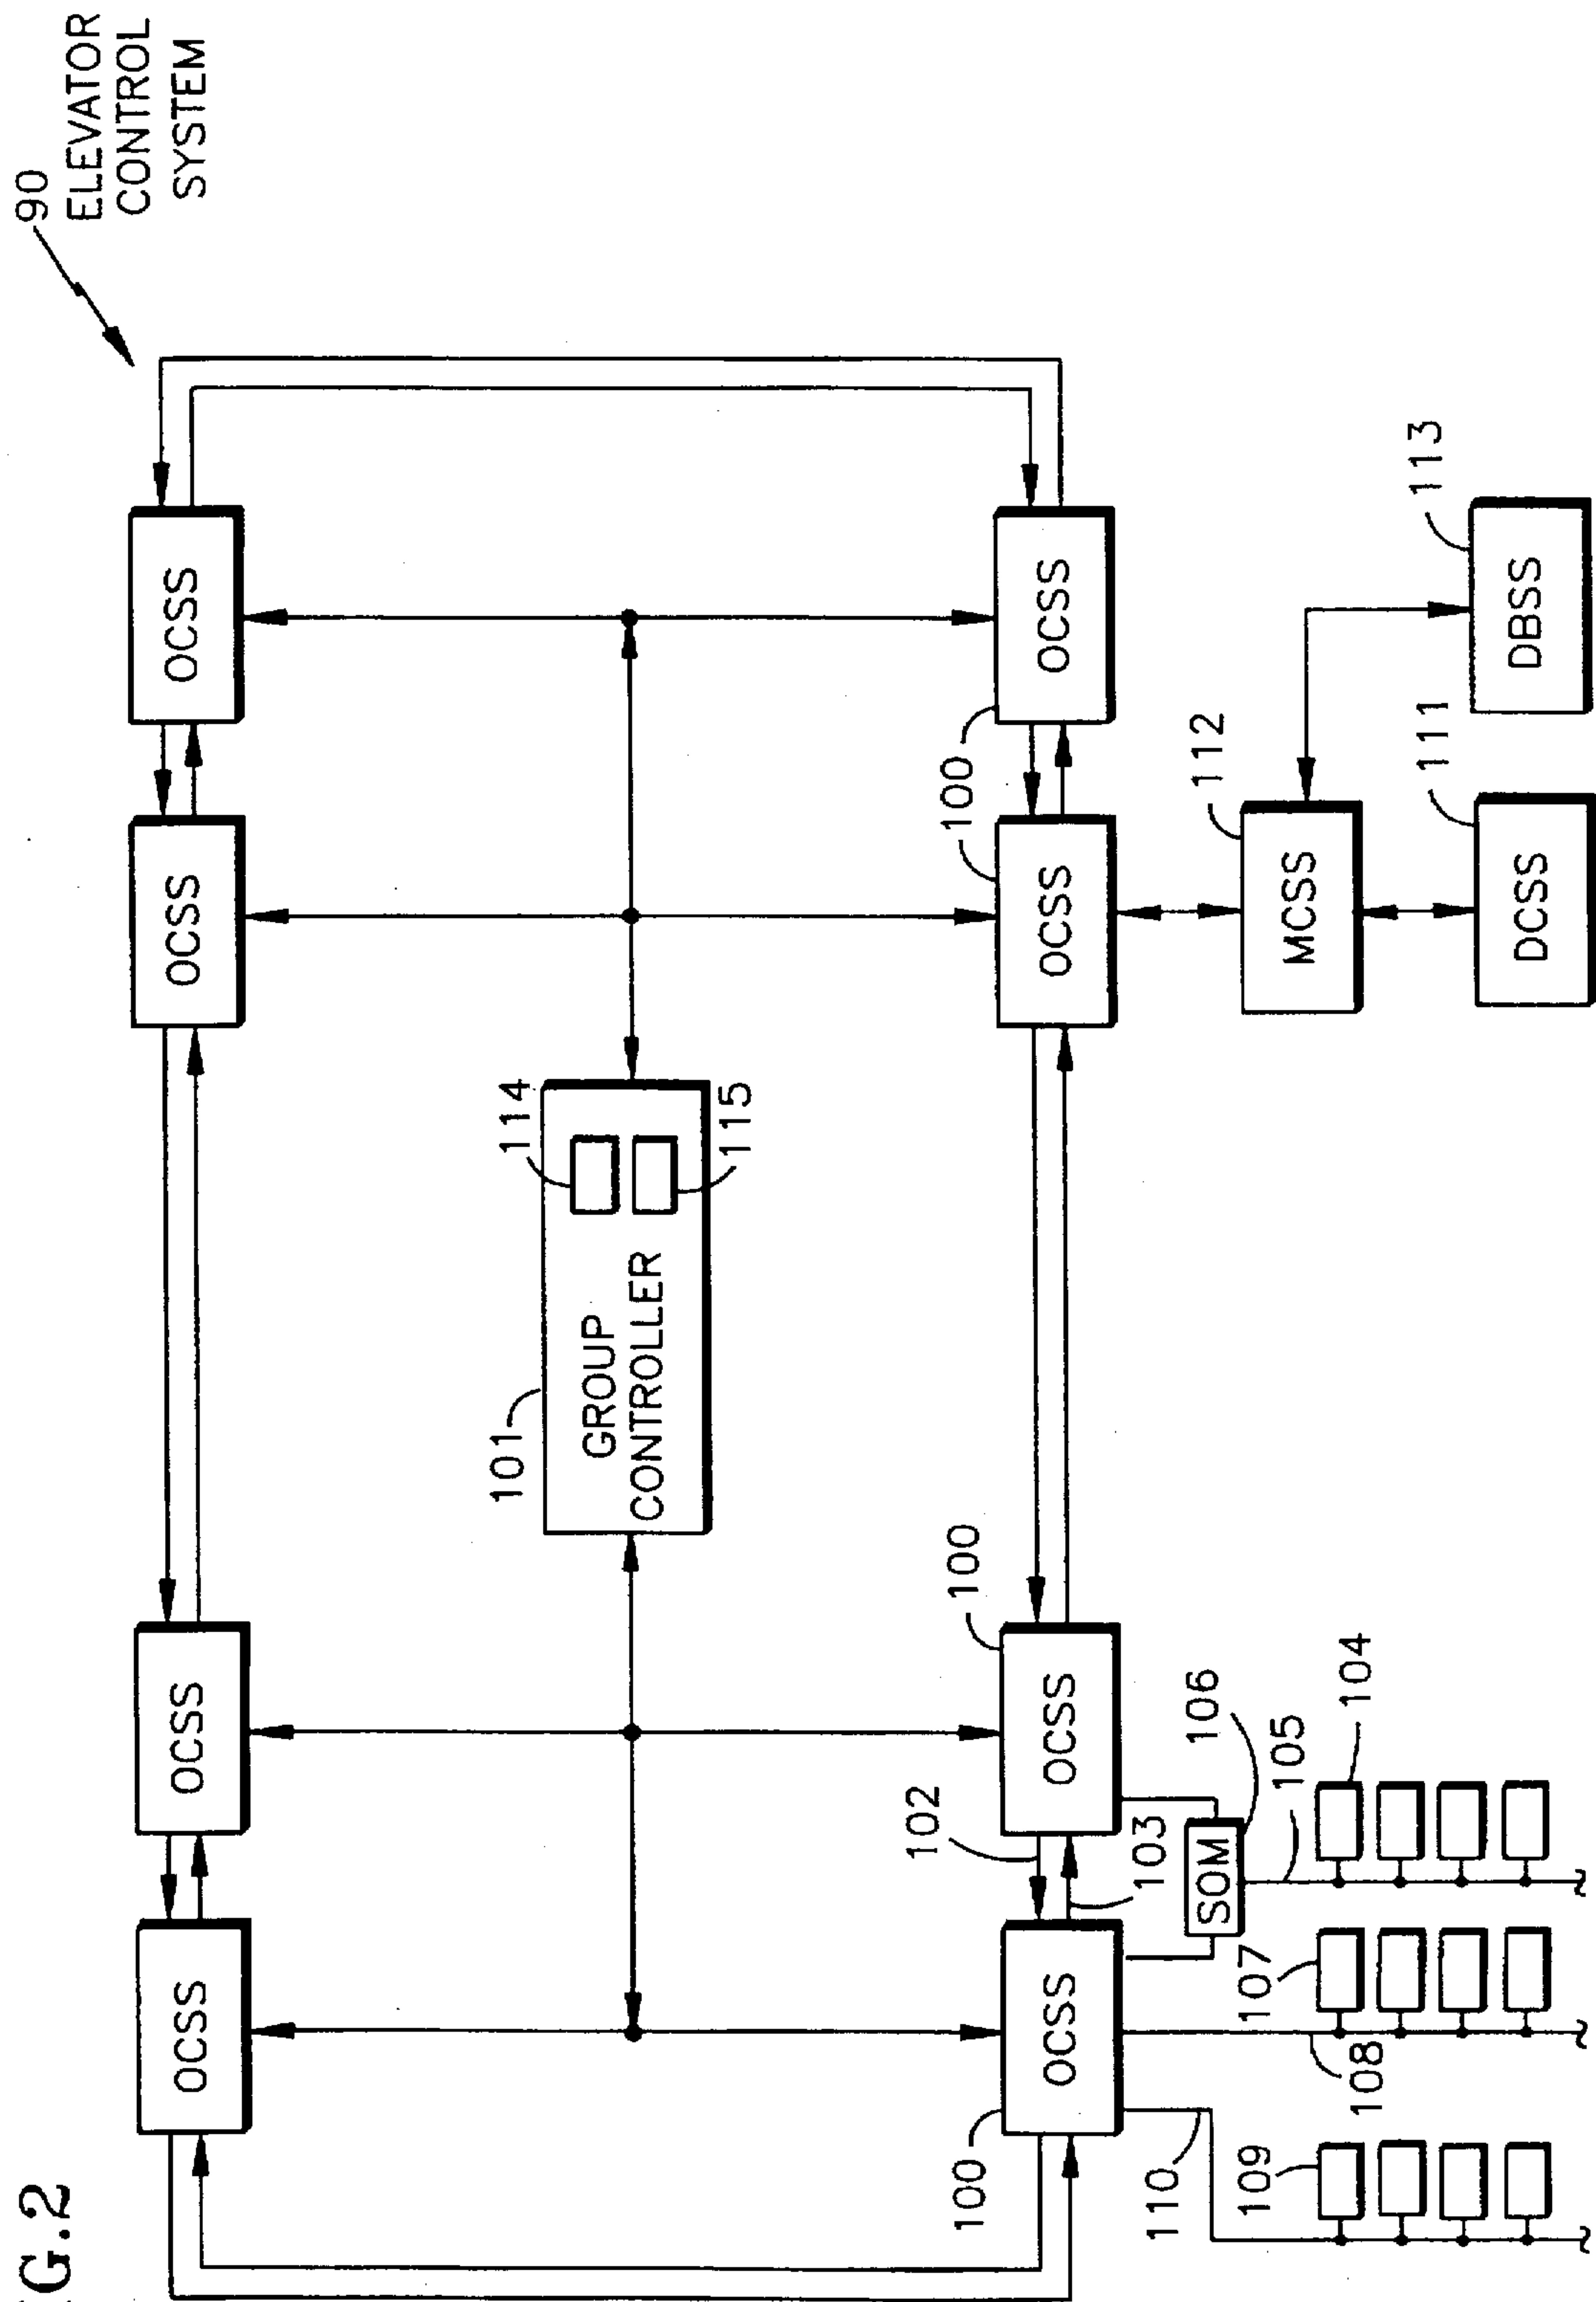 G.2
90
ELEVATOR
CONTROL
SYSTEM
OCSS
OCSS
OCSS
OCSS
101
GROUP
CONTROLLER
114
115
100
OCSS
102
103
100
OCSS
100
OCSS
100
OCSS
110
109
108
107
SOM
106
105
104
112
MCSS
111
DCSS
113
DBSS